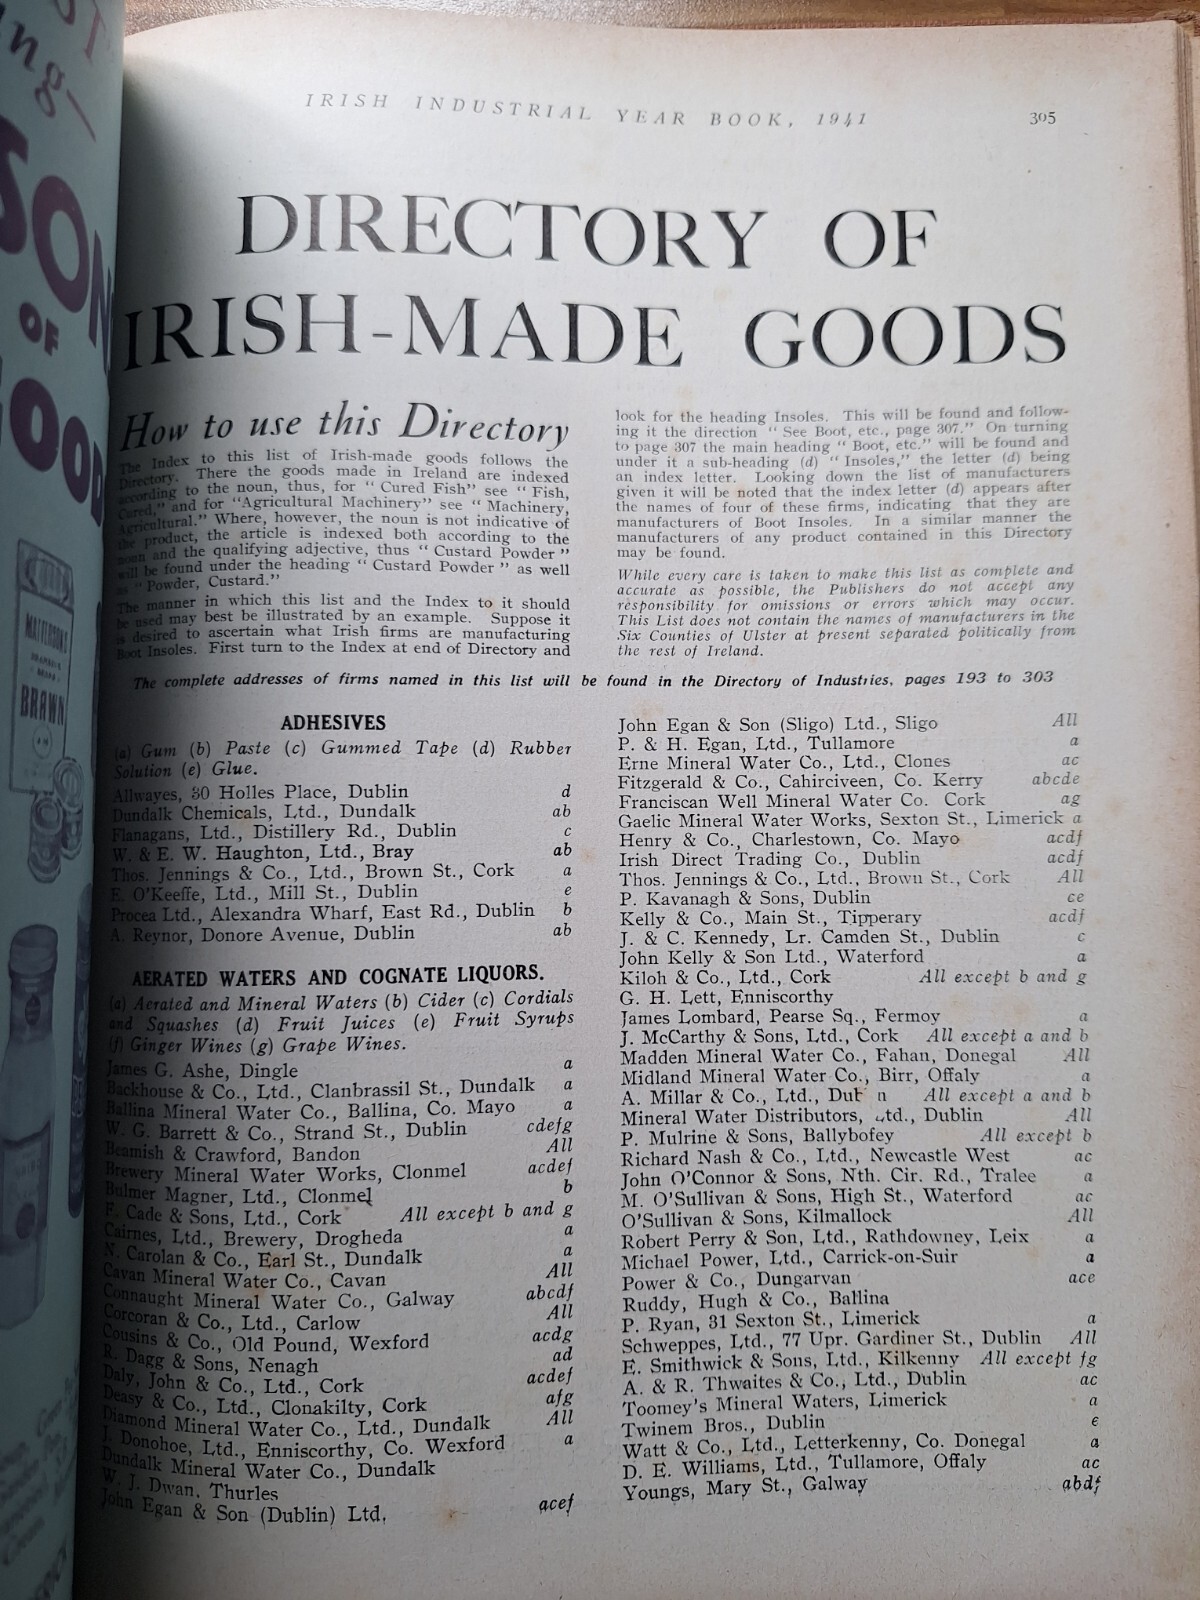 ST
ng—
SON
OF
OOD
MATTERSON'S
BRAWN
IRISH INDUSTRIAL YEAR BOOK, 1941
305
DIRECTORY OF
IRISH-MADE GOODS
How to use this Directory
The Index to this list of Irish-made goods follows the
Directory. There the goods made in Ireland are indexed
according to the noun, thus, for " Cured Fish" see " Fish,
Cured," and for "Agricultural Machinery" see " Machinery,
Agricultural." Where, however, the noun is not indicative of
the product, the article is indexed both according to the
noun and the qualifying adjective, thus " Custard Powder "
will be found under the heading " Custard Powder " as well
as " Powder, Custard."
The manner in which this list and the Index to it should
be used may best be illustrated by an example. Suppose it
is desired to ascertain what Irish firms are manufacturing
Boot Insoles. First turn to the Index at end of Directory and
look for the heading Insoles. This will be found and follow-
ing it the direction " See Boot, etc., page 307." On turning
to page 307 the main heading " Boot, etc." will be found and
under it a sub-heading (d) " Insoles," the letter (d) being
an index letter. Looking down the list of manufacturers
given it will be noted that the index letter (d) appears after
the names of four of these firms, indicating that they are
manufacturers of Boot Insoles. In a similar manner the
manufacturers of any product contained in this Directory
may be found.
While every care is taken to make this list as complete and
accurate as possible, the Publishers do not accept any
responsibility for omissions or errors which may occur.
This List does not contain the names of manufacturers in the
Six Counties of Ulster at present separated politically from
the rest of Ireland.
The complete addresses of firms named in this list will be found in the Directory of Industries, pages 193 to 303
ADHESIVES
(a) Gum (b) Paste (c) Gummed Tape (d) Rubber
Solution (e) Glue.
Allwayes, 30 Holles Place, Dublin d
Dundalk Chemicals, Ltd., Dundalk ab
Flanagans, Ltd., Distillery Rd., Dublin c
W. & E. W. Haughton, Ltd., Bray ab
Thos. Jennings & Co., Ltd., Brown St., Cork a
E. O'Keeffe, Ltd., Mill St., Dublin e
Procea Ltd., Alexandra Wharf, East Rd., Dublin b
A. Reynor, Donore Avenue, Dublin ab
AERATED WATERS AND COGNATE LIQUORS.
(a) Aerated and Mineral Waters (b) Cider (c) Cordials
and Squashes (d) Fruit Juices (e) Fruit Syrups
(f) Ginger Wines (g) Grape Wines.
James G. Ashe, Dingle a
Backhouse & Co., Ltd., Clanbrassil St., Dundalk a
Ballina Mineral Water Co., Ballina, Co. Mayo a
W. G. Barrett & Co., Strand St., Dublin cdefg
Beamish & Crawford, Bandon All
Brewery Mineral Water Works, Clonmel acdef
Bulmer Magner, Ltd., Clonmel b
F. Cade & Sons, Ltd., Cork All except b and g
Cairnes, Ltd., Brewery, Drogheda a
N. Carolan & Co., Earl St., Dundalk a
Cavan Mineral Water Co., Cavan All
Connaught Mineral Water Co., Galway abcdf
Corcoran & Co., Ltd., Carlow All
Cousins & Co., Old Pound, Wexford acdg
R. Dagg & Sons, Nenagh ad
Daly, John & Co., Ltd., Cork acdef
Deasy & Co., Ltd., Clonakilty, Cork afg
Diamond Mineral Water Co., Ltd., Dundalk All
J. Donohoe, Ltd., Enniscorthy, Co. Wexford a
Dundalk Mineral Water Co., Dundalk
W. J. Dwan, Thurles
John Egan & Son (Dublin) Ltd. acef
John Egan & Son (Sligo) Ltd., Sligo All
P. & H. Egan, Ltd., Tullamore a
Erne Mineral Water Co., Ltd., Clones ac
Fitzgerald & Co., Cahirciveen, Co. Kerry abcde
Franciscan Well Mineral Water Co. Cork ag
Gaelic Mineral Water Works, Sexton St., Limerick a
Henry & Co., Charlestown, Co. Mayo acdf
Irish Direct Trading Co., Dublin acdf
Thos. Jennings & Co., Ltd., Brown St., Cork All
P. Kavanagh & Sons, Dublin ce
Kelly & Co., Main St., Tipperary acdf
J. & C. Kennedy, Lr. Camden St., Dublin c
John Kelly & Son Ltd., Waterford a
Kiloh & Co., Ltd., Cork All except b and g
G. H. Lett, Enniscorthy
James Lombard, Pearse Sq., Fermoy a
J. McCarthy & Sons, Ltd., Cork All except a and b
Madden Mineral Water Co., Fahan, Donegal All
Midland Mineral Water Co., Birr, Offaly a
A. Millar & Co., Ltd., Dub n All except a and b
Mineral Water Distributors, Ltd., Dublin All
P. Mulrine & Sons, Ballybofey All except b
Richard Nash & Co., Ltd., Newcastle West ac
John O'Connor & Sons, Nth. Cir. Rd., Tralee a
M. O'Sullivan & Sons, High St., Waterford ac
O'Sullivan & Sons, Kilmallock All
Robert Perry & Son, Ltd., Rathdowney, Leix a
Michael Power, Ltd., Carrick-on-Suir a
Power & Co., Dungarvan ace
Ruddy, Hugh & Co., Ballina
P. Ryan, 31 Sexton St., Limerick a
Schweppes, Ltd., 77 Upr. Gardiner St., Dublin All
E. Smithwick & Sons, Ltd., Kilkenny All except fg
A. & R. Thwaites & Co., Ltd., Dublin ac
Toomey's Mineral Waters, Limerick a
Twinem Bros., Dublin e
Watt & Co., Ltd., Letterkenny, Co. Donegal a
D. E. Williams, Ltd., Tullamore, Offaly ac
Youngs, Mary St., Galway abdf